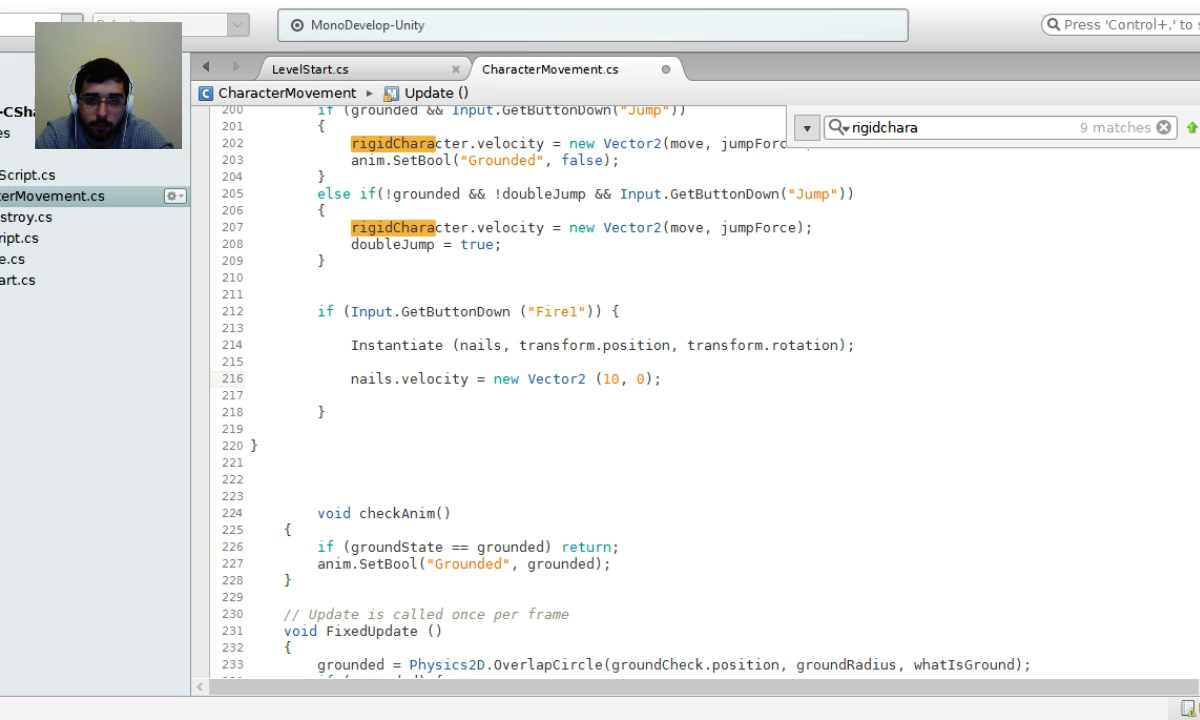 MonoDevelop-Unity
Press 'Control+,' to
LevelStart.cs
CharacterMovement.cs
CharacterMovement
Update ()
rigidchara
9 matches
-CSha
es
Script.cs
erMovement.cs
stroy.cs
ript.cs
e.cs
art.cs
200 if (grounded && Input.GetButtonDown("Jump"))
201 {
202 rigidCharacter.velocity = new Vector2(move, jumpForc
203 anim.SetBool("Grounded", false);
204 }
205 else if(!grounded && !doubleJump && Input.GetButtonDown("Jump"))
206 {
207 rigidCharacter.velocity = new Vector2(move, jumpForce);
208 doubleJump = true;
209 }
210
211
212 if (Input.GetButtonDown ("Fire1")) {
213
214 Instantiate (nails, transform.position, transform.rotation);
215
216 nails.velocity = new Vector2 (10, 0);
217
218 }
219
220 }
221
222
223
224 void checkAnim()
225 {
226 if (groundState == grounded) return;
227 anim.SetBool("Grounded", grounded);
228 }
229
230 // Update is called once per frame
231 void FixedUpdate ()
232 {
233 grounded = Physics2D.OverlapCircle(groundCheck.position, groundRadius, whatIsGround);